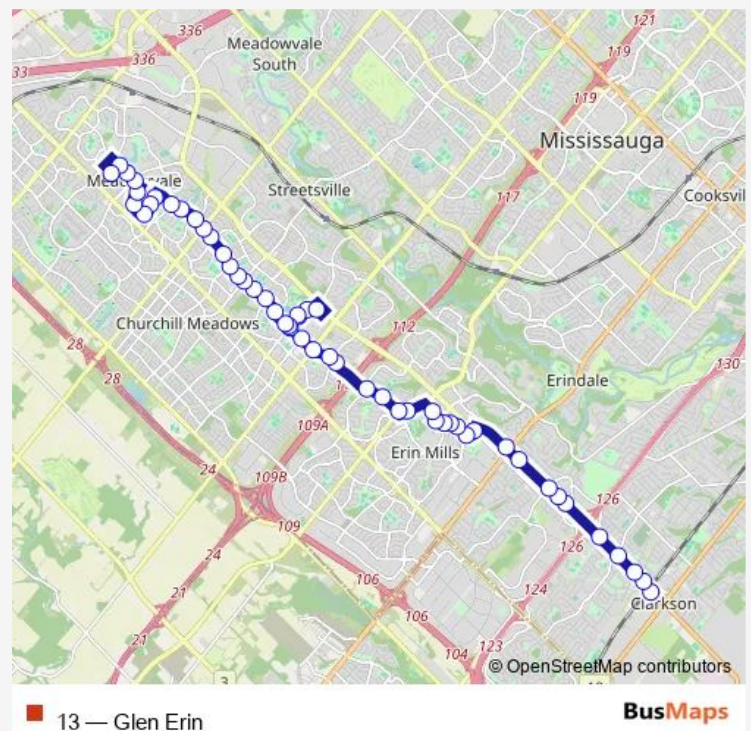 121
336
Meadowvale
South
119
33
336
119
Mississauga
Streetsville
117
Cooksvil
Churchill Meadows
112
28
130
28
Erindale
109A
Erin Mills
24
109B
126
109
126
24
106
124
21
106
Clarkson
21
123
104
© OpenStreetMap contributors
3
13 — Glen Erin
BusMaps